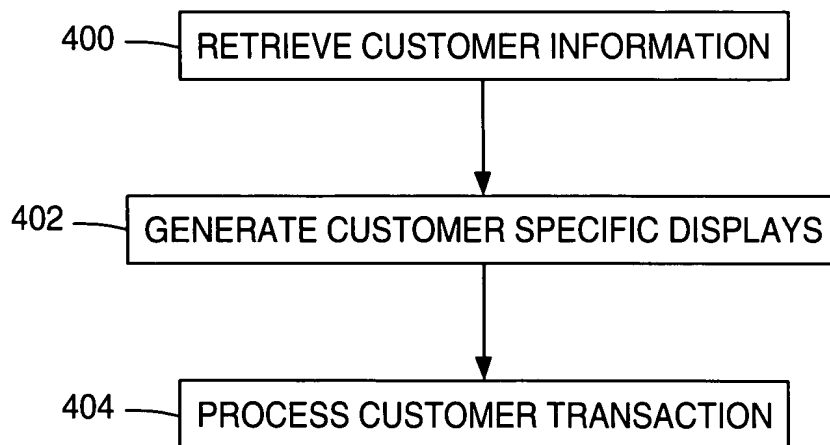 400 RETRIEVE CUSTOMER INFORMATION
402 GENERATE CUSTOMER SPECIFIC DISPLAYS
404 PROCESS CUSTOMER TRANSACTION